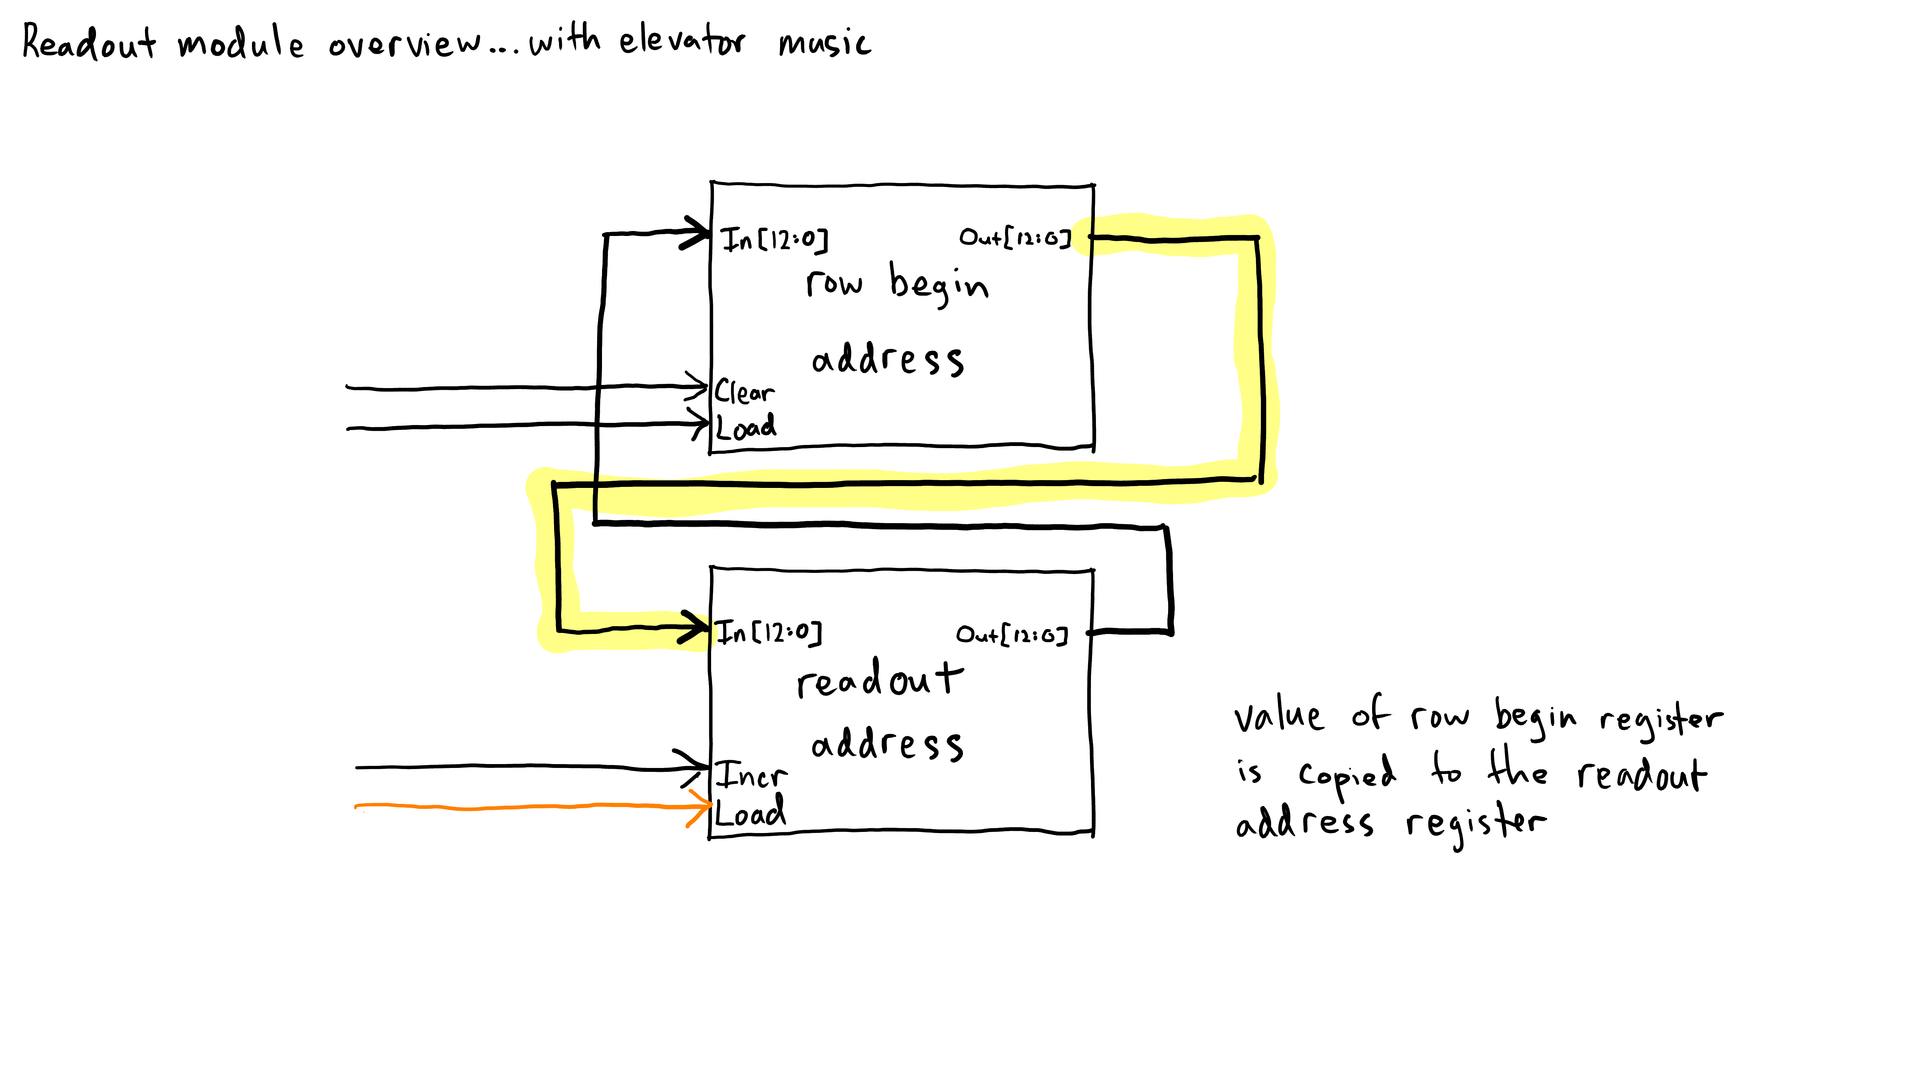 Readout module overview...with elevator music
In[12:0]
Out[12:0]
row begin
address
Clear
Load
In[12:0]
Out[12:0]
readout
address
Incr
Load
value of row begin register
is copied to the readout
address register